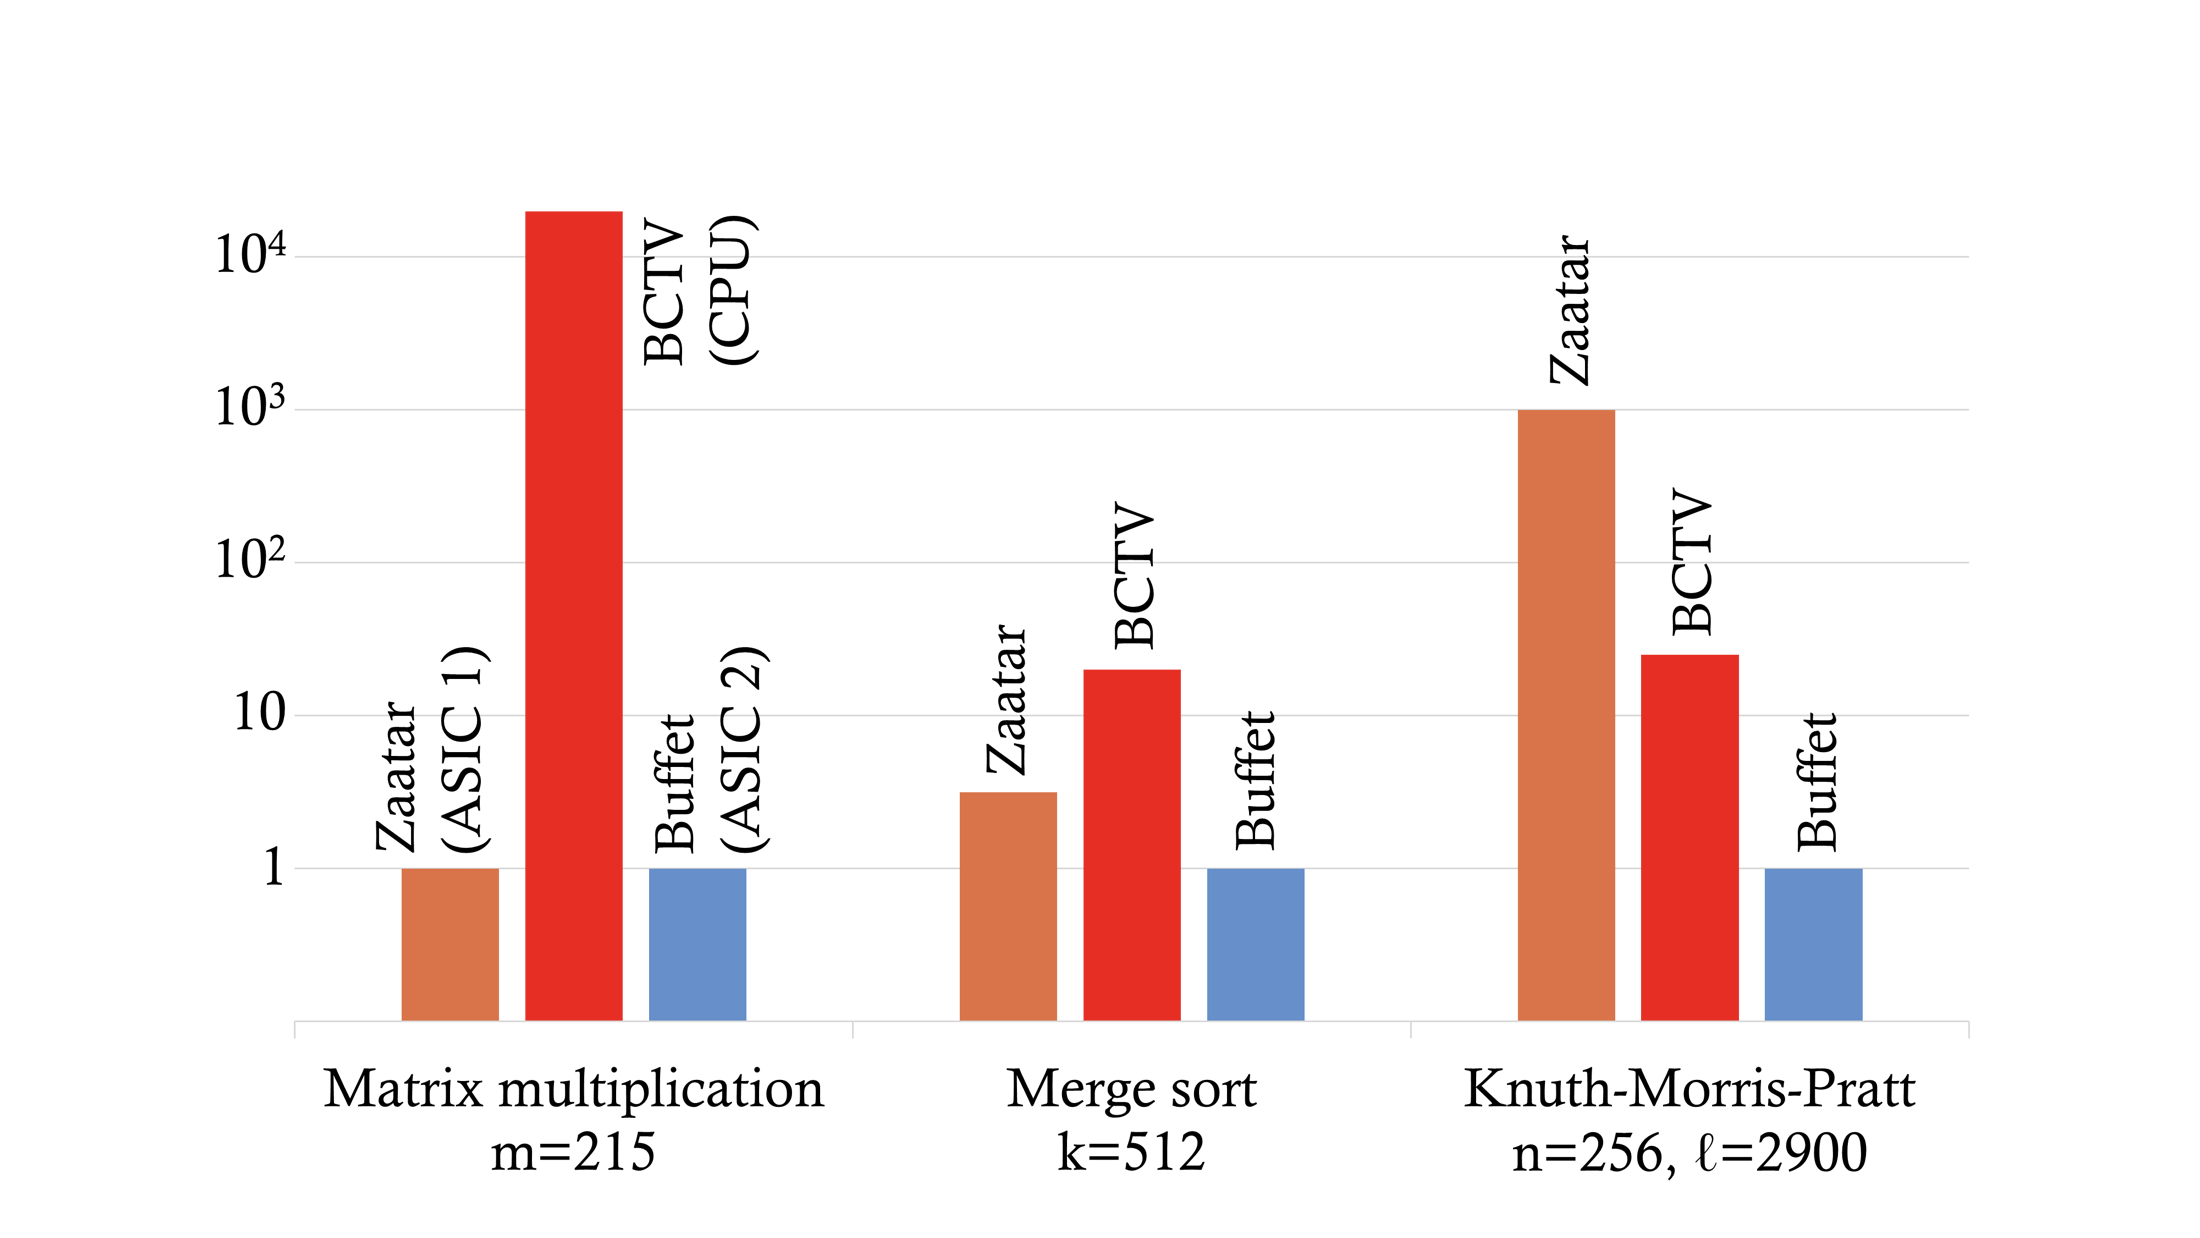 10⁴
10³
10²
10
1
Zaatar
(ASIC 1)
BCTV
(CPU)
Buffet
(ASIC 2)
Zaatar
BCTV
Buffet
Zaatar
BCTV
Buffet
Matrix multiplication
m=215
Merge sort
k=512
Knuth-Morris-Pratt
n=256, ℓ=2900